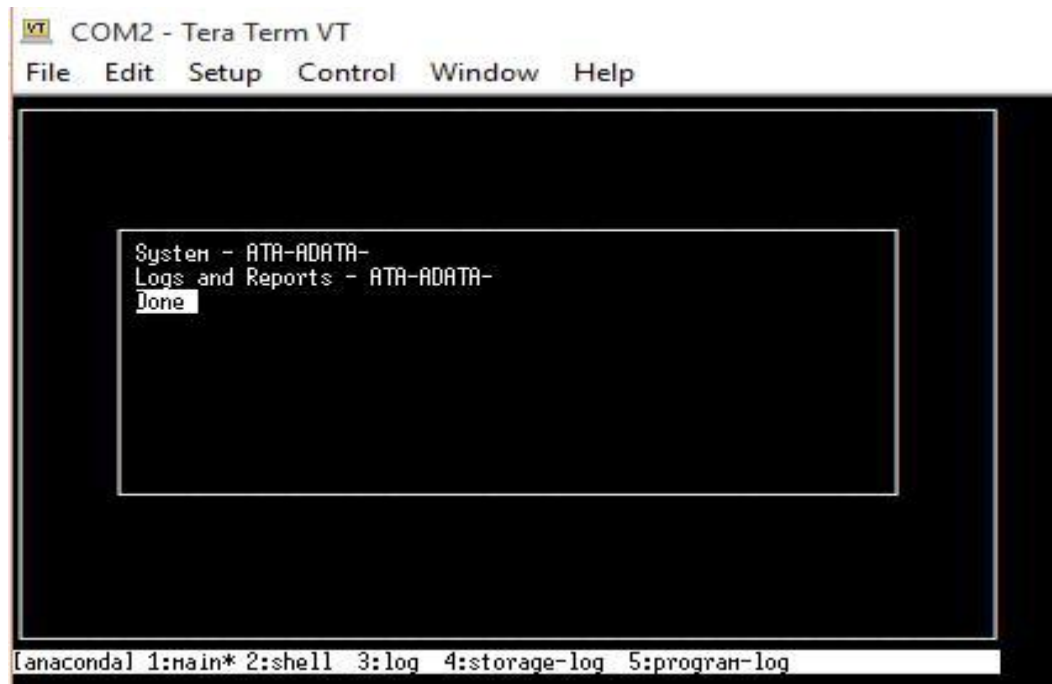 COM2 - Tera Term VT
File Edit Setup Control Window Help
System - ATA-ADATA-
Logs and Reports - ATA-ADATA-
Done
[anaconda] 1:main* 2:shell 3:log 4:storage-log 5:program-log